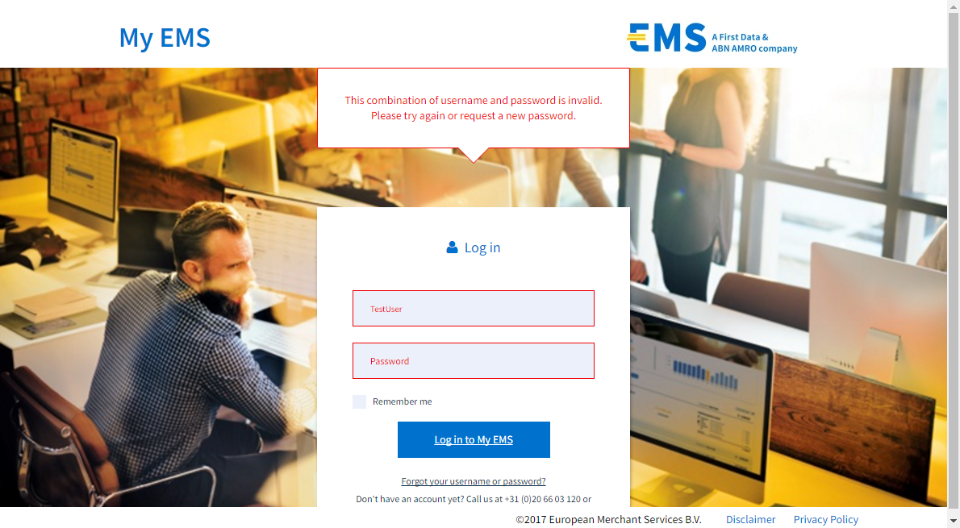 My EMS
EMS A First Data &
ABN AMRO company
This combination of username and password is invalid.
Please try again or request a new password.
Log in
TestUser
Password
Remember me
Log in to My EMS
Forgot your username or password?
Don't have an account yet? Call us at +31 (0)20 66 03 120 or
©2017 European Merchant Services B.V. Disclaimer Privacy Policy